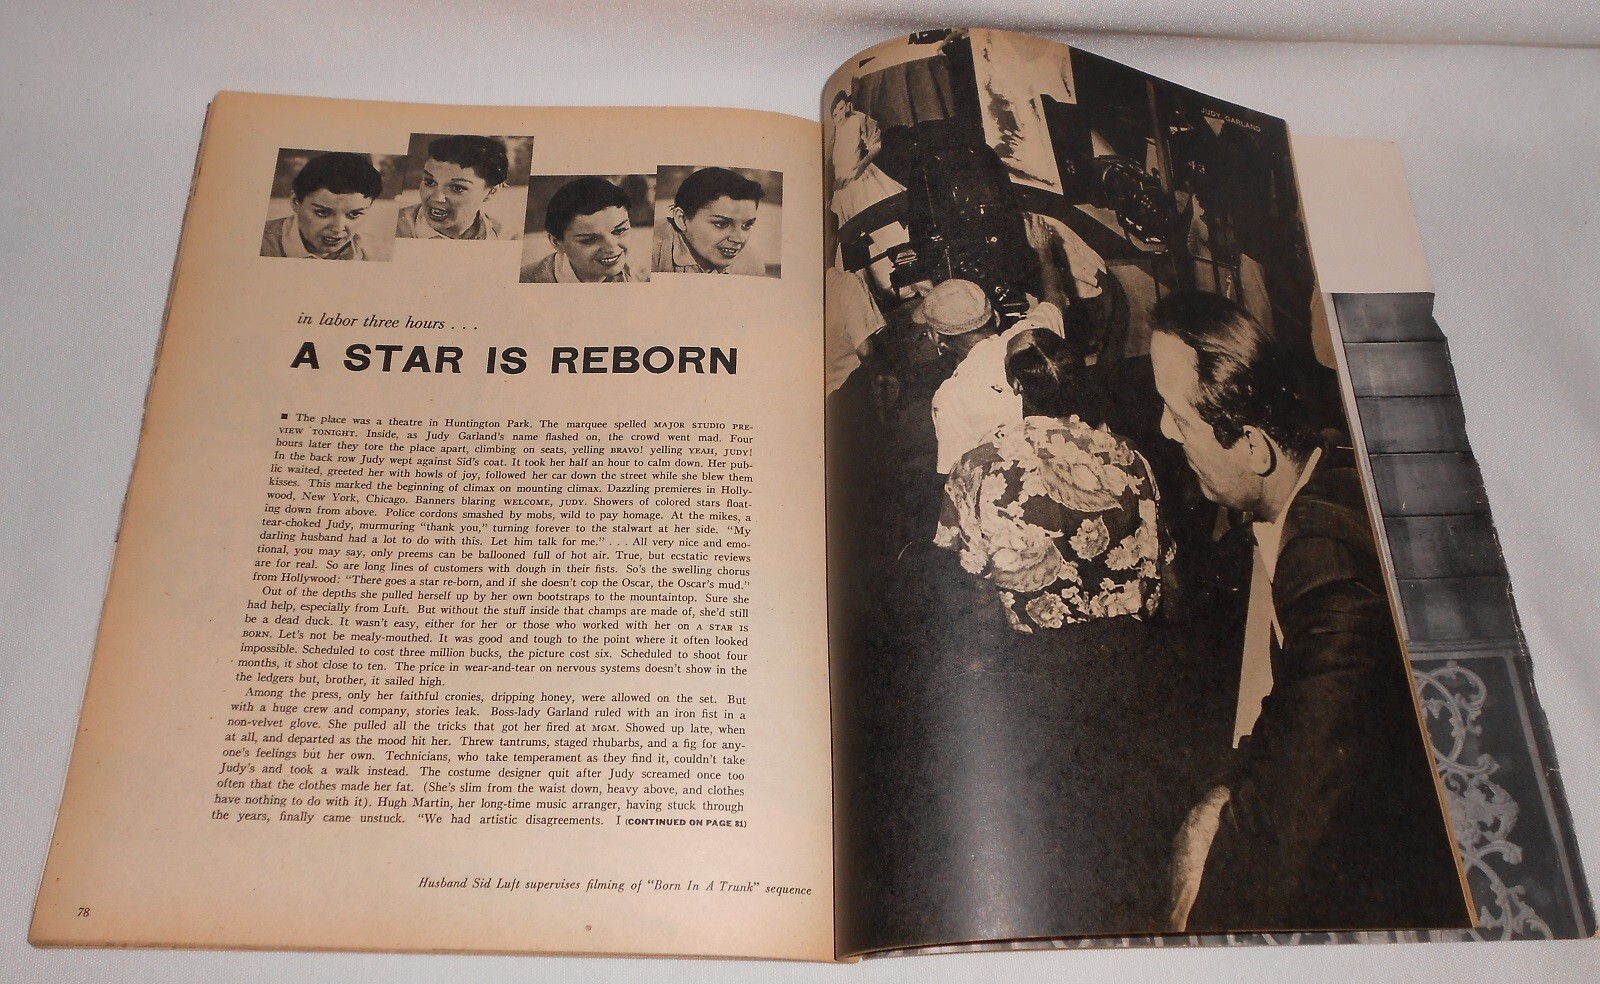 in labor three hours . . .
A STAR IS REBORN
■ The place was a theatre in Huntington Park. The marquee spelled MAJOR STUDIO PRE-
VIEW TONIGHT. Inside, as Judy Garland's name flashed on, the crowd went mad. Four
hours later they tore the place apart, climbing on seats, yelling BRAVO! yelling YEAH, JUDY!
In the back row Judy wept against Sid's coat. It took her half an hour to calm down. Her pub-
lic waited, greeted her with howls of joy, followed her car down the street while she blew them
kisses. This marked the beginning of climax on mounting climax. Dazzling premieres in Holly-
wood, New York, Chicago. Banners blaring WELCOME, JUDY. Showers of colored stars float-
ing down from above. Police cordons smashed by mobs, wild to pay homage. At the mikes, a
tear-choked Judy, murmuring "thank you," turning forever to the stalwart at her side. "My
darling husband had a lot to do with this. Let him talk for me." . . . All very nice and emo-
tional, you may say, only preems can be ballooned full of hot air. True, but ecstatic reviews
are for real. So are long lines of customers with dough in their fists. So's the swelling chorus
from Hollywood: "There goes a star re-born, and if she doesn't cop the Oscar, the Oscar's mud."
Out of the depths she pulled herself up by her own bootstraps to the mountaintop. Sure she
had help, especially from Luft. But without the stuff inside that champs are made of, she'd still
be a dead duck. It wasn't easy, either for her or those who worked with her on A STAR IS
BORN. Let's not be mealy-mouthed. It was good and tough to the point where it often looked
impossible. Scheduled to cost three million bucks, the picture cost six. Scheduled to shoot four
months, it shot close to ten. The price in wear-and-tear on nervous systems doesn't show in the
the ledgers but, brother, it sailed high.
Among the press, only her faithful cronies, dripping honey, were allowed on the set. But
with a huge crew and company, stories leak. Boss-lady Garland ruled with an iron fist in a
non-velvet glove. She pulled all the tricks that got her fired at MGM. Showed up late, when
at all, and departed as the mood hit her. Threw tantrums, staged rhubarbs, and a fig for any-
one's feelings but her own. Technicians, who take temperament as they find it, couldn't take
Judy's and took a walk instead. The costume designer quit after Judy screamed once too
often that the clothes made her fat. (She's slim from the waist down, heavy above, and clothes
have nothing to do with it). Hugh Martin, her long-time music arranger, having stuck through
the years, finally came unstuck. "We had artistic disagreements. I (CONTINUED ON PAGE 81)
Husband Sid Luft supervises filming of "Born In A Trunk" sequence
78
JUDY GARLAND
43